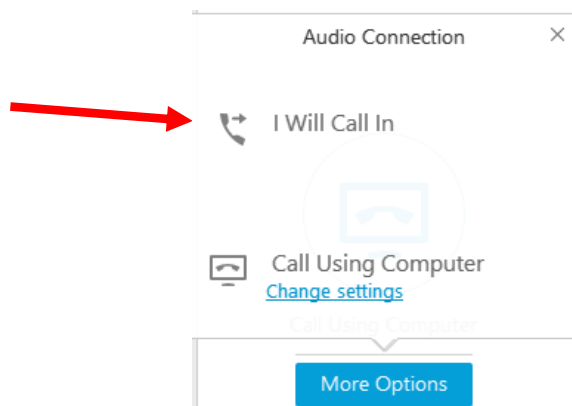 Audio Connection
I Will Call In
Call Using Computer
Change settings
Call Using Computer
More Options